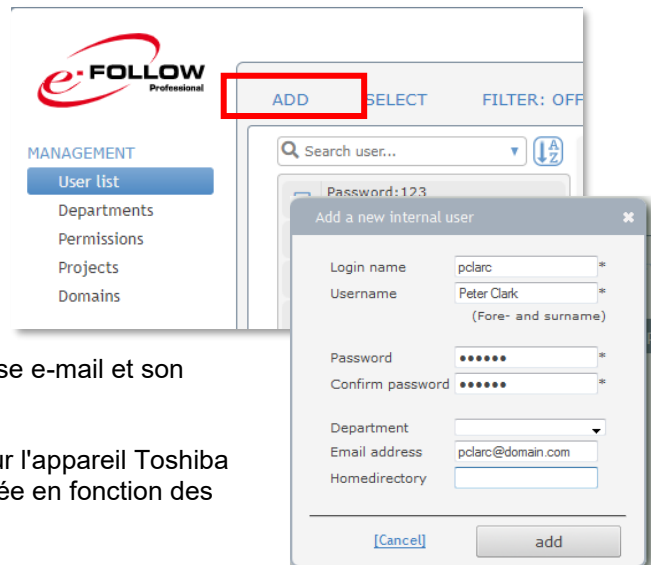 e-FOLLOW
Professional
ADD SELECT FILTER: OFF
MANAGEMENT
User list
Departments
Permissions
Projects
Domains
Search user...
A
Z
Password:123
Add a new internal user
Login name pclarc *
Username Peter Clark *
(Fore- and surname)
Password •••••• *
Confirm password •••••• *
Department
Email address pclarc@domain.com
Homedirectory
[Cancel] add
se e-mail et son
ur l'appareil Toshiba
ée en fonction des